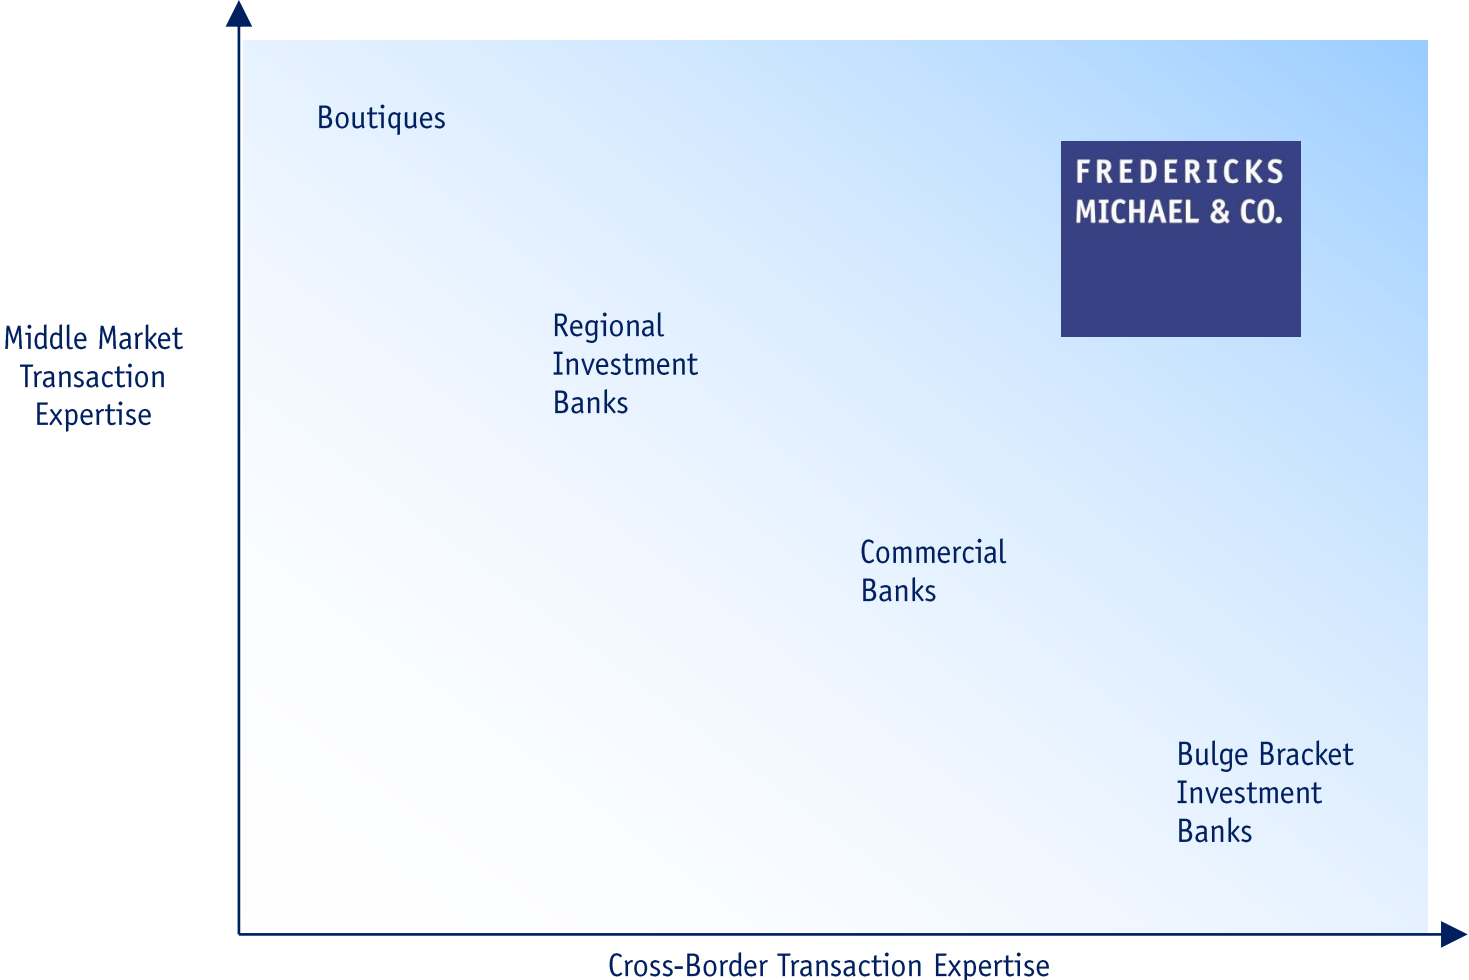 Boutiques
FREDERICKS
MICHAEL & CO.
Regional
Investment
Banks
Middle Market
Transaction
Expertise
Commercial
Banks
Bulge Bracket
Investment
Banks
Cross-Border Transaction Expertise